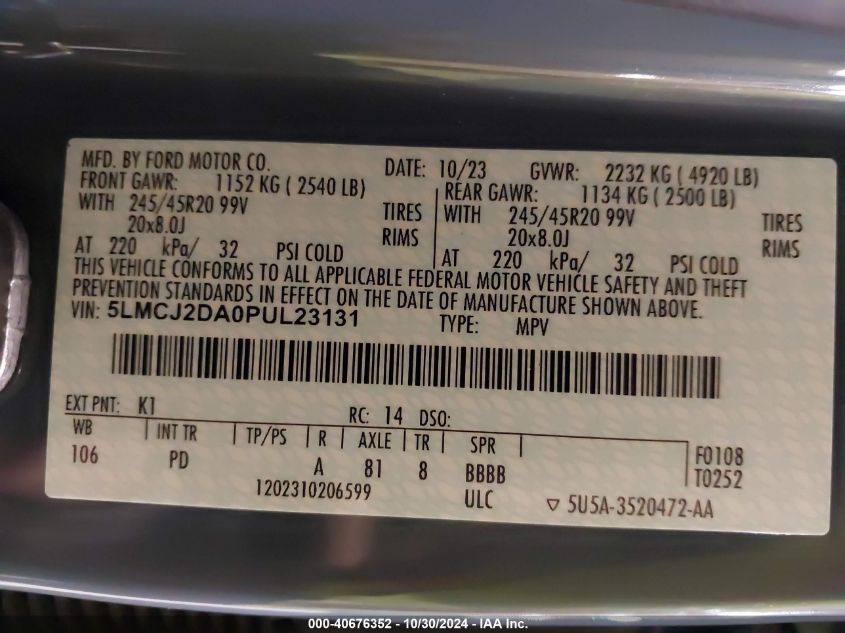 MFD. BY FORD MOTOR CO. DATE: 10/23 GVWR: 2232 KG ( 4920 LB)
FRONT GAWR: 1152 KG ( 2540 LB) REAR GAWR: 1134 KG ( 2500 LB)
WITH 245/45R20 99V TIRES WITH 245/45R20 99V TIRES
20x8.0J RIMS 20x8.0J RIMS
AT 220 kPa/ 32 PSI COLD AT 220 kPa/ 32 PSI COLD
THIS VEHICLE CONFORMS TO ALL APPLICABLE FEDERAL MOTOR VEHICLE SAFETY AND THEFT
PREVENTION STANDARDS IN EFFECT ON THE DATE OF MANUFACTURE SHOWN ABOVE.
VIN: 5LMCJ2DA0PUL23131 TYPE: MPV
EXT PNT: K1 RC: 14 DSO:
WB INT TR TP/PS R AXLE TR SPR F0108
106 PD A 81 8 BBBB T0252
1202310206599 ULC ▽ 5U5A-3520472-AA
000-40676352 - 10/30/2024 - IAA Inc.